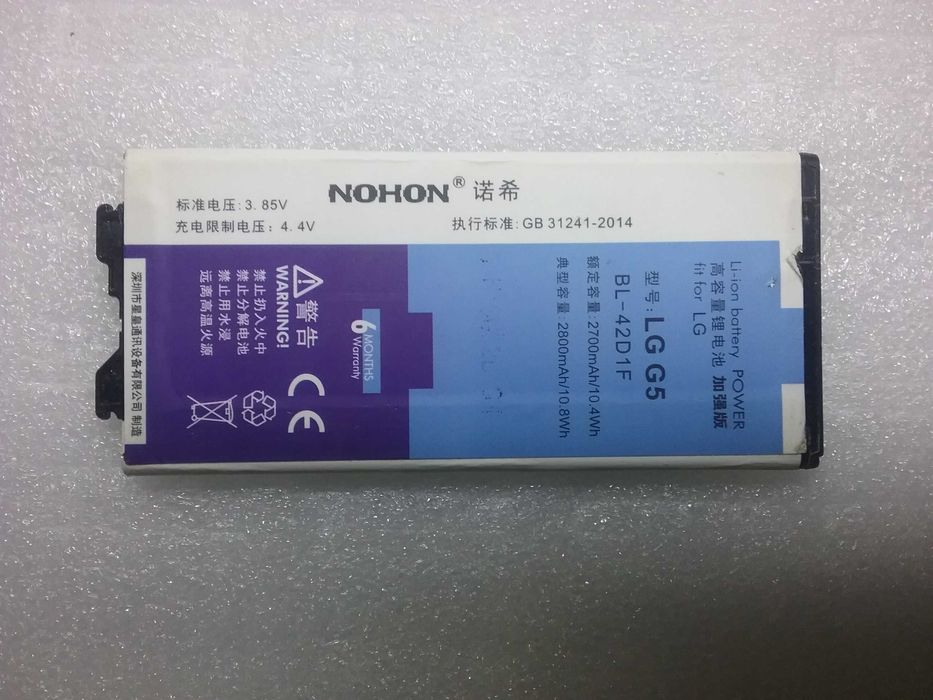 NOHON® 诺希
标准电压: 3.85V
充电限制电压: 4.4V
执行标准: GB 31241-2014
Li-ion battery POWER
高容量锂电池 加强版
fit for LG
型号: LG G5
BL-42D1F
额定容量: 2700mAh/10.4Wh
典型容量: 2800mAh/10.8Wh
6 MONTHS
Warranty
警告
WARNING!
禁止扔入火中
禁止分解电池
禁止用水浸
远离高温火源
CE
深圳市星星通讯设备有限公司 制造